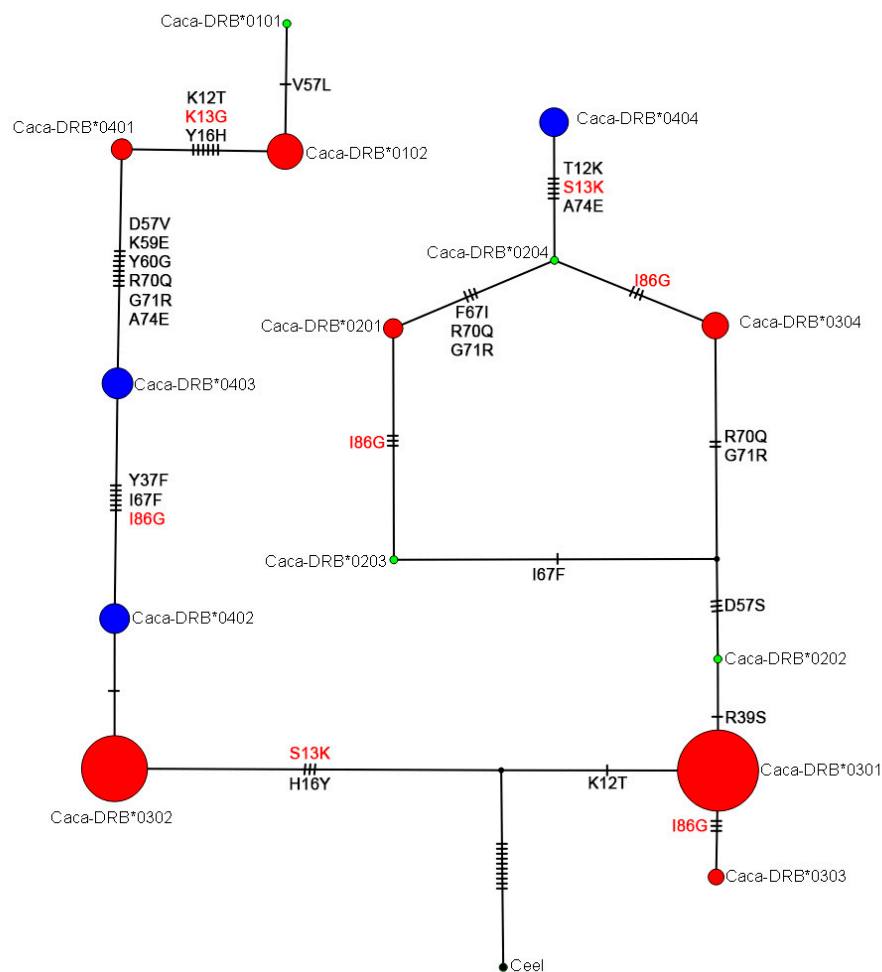 Caca-DRB*0101
V57L
K12T
K13G
Y16H
Caca-DRB*0401
Caca-DRB*0102
Caca-DRB*0404
T12K
S13K
A74E
D57V
K59E
Y60G
R70Q
G71R
A74E
Caca-DRB*0204
I86G
F67I
R70Q
G71R
Caca-DRB*0201
Caca-DRB*0304
Caca-DRB*0403
I86G
R70Q
G71R
Y37F
I67F
I86G
Caca-DRB*0203
I67F
D57S
Caca-DRB*0402
Caca-DRB*0202
R39S
S13K
H16Y
K12T
Caca-DRB*0301
Caca-DRB*0302
I86G
Caca-DRB*0303
Ceel